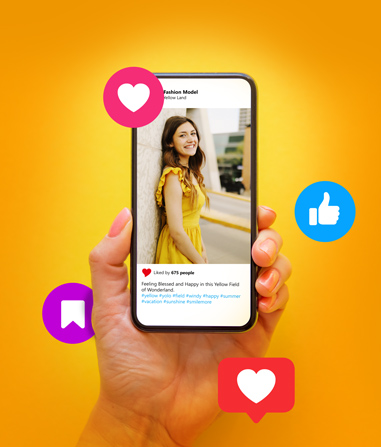 Fashion Model
Yellow Land
Liked by 675 people
Feeling Blessed and Happy in this Yellow Field
of Wonderland.
#yellow #yolo #field #windy #happy #summer
#vacation #sunshine #smilemore